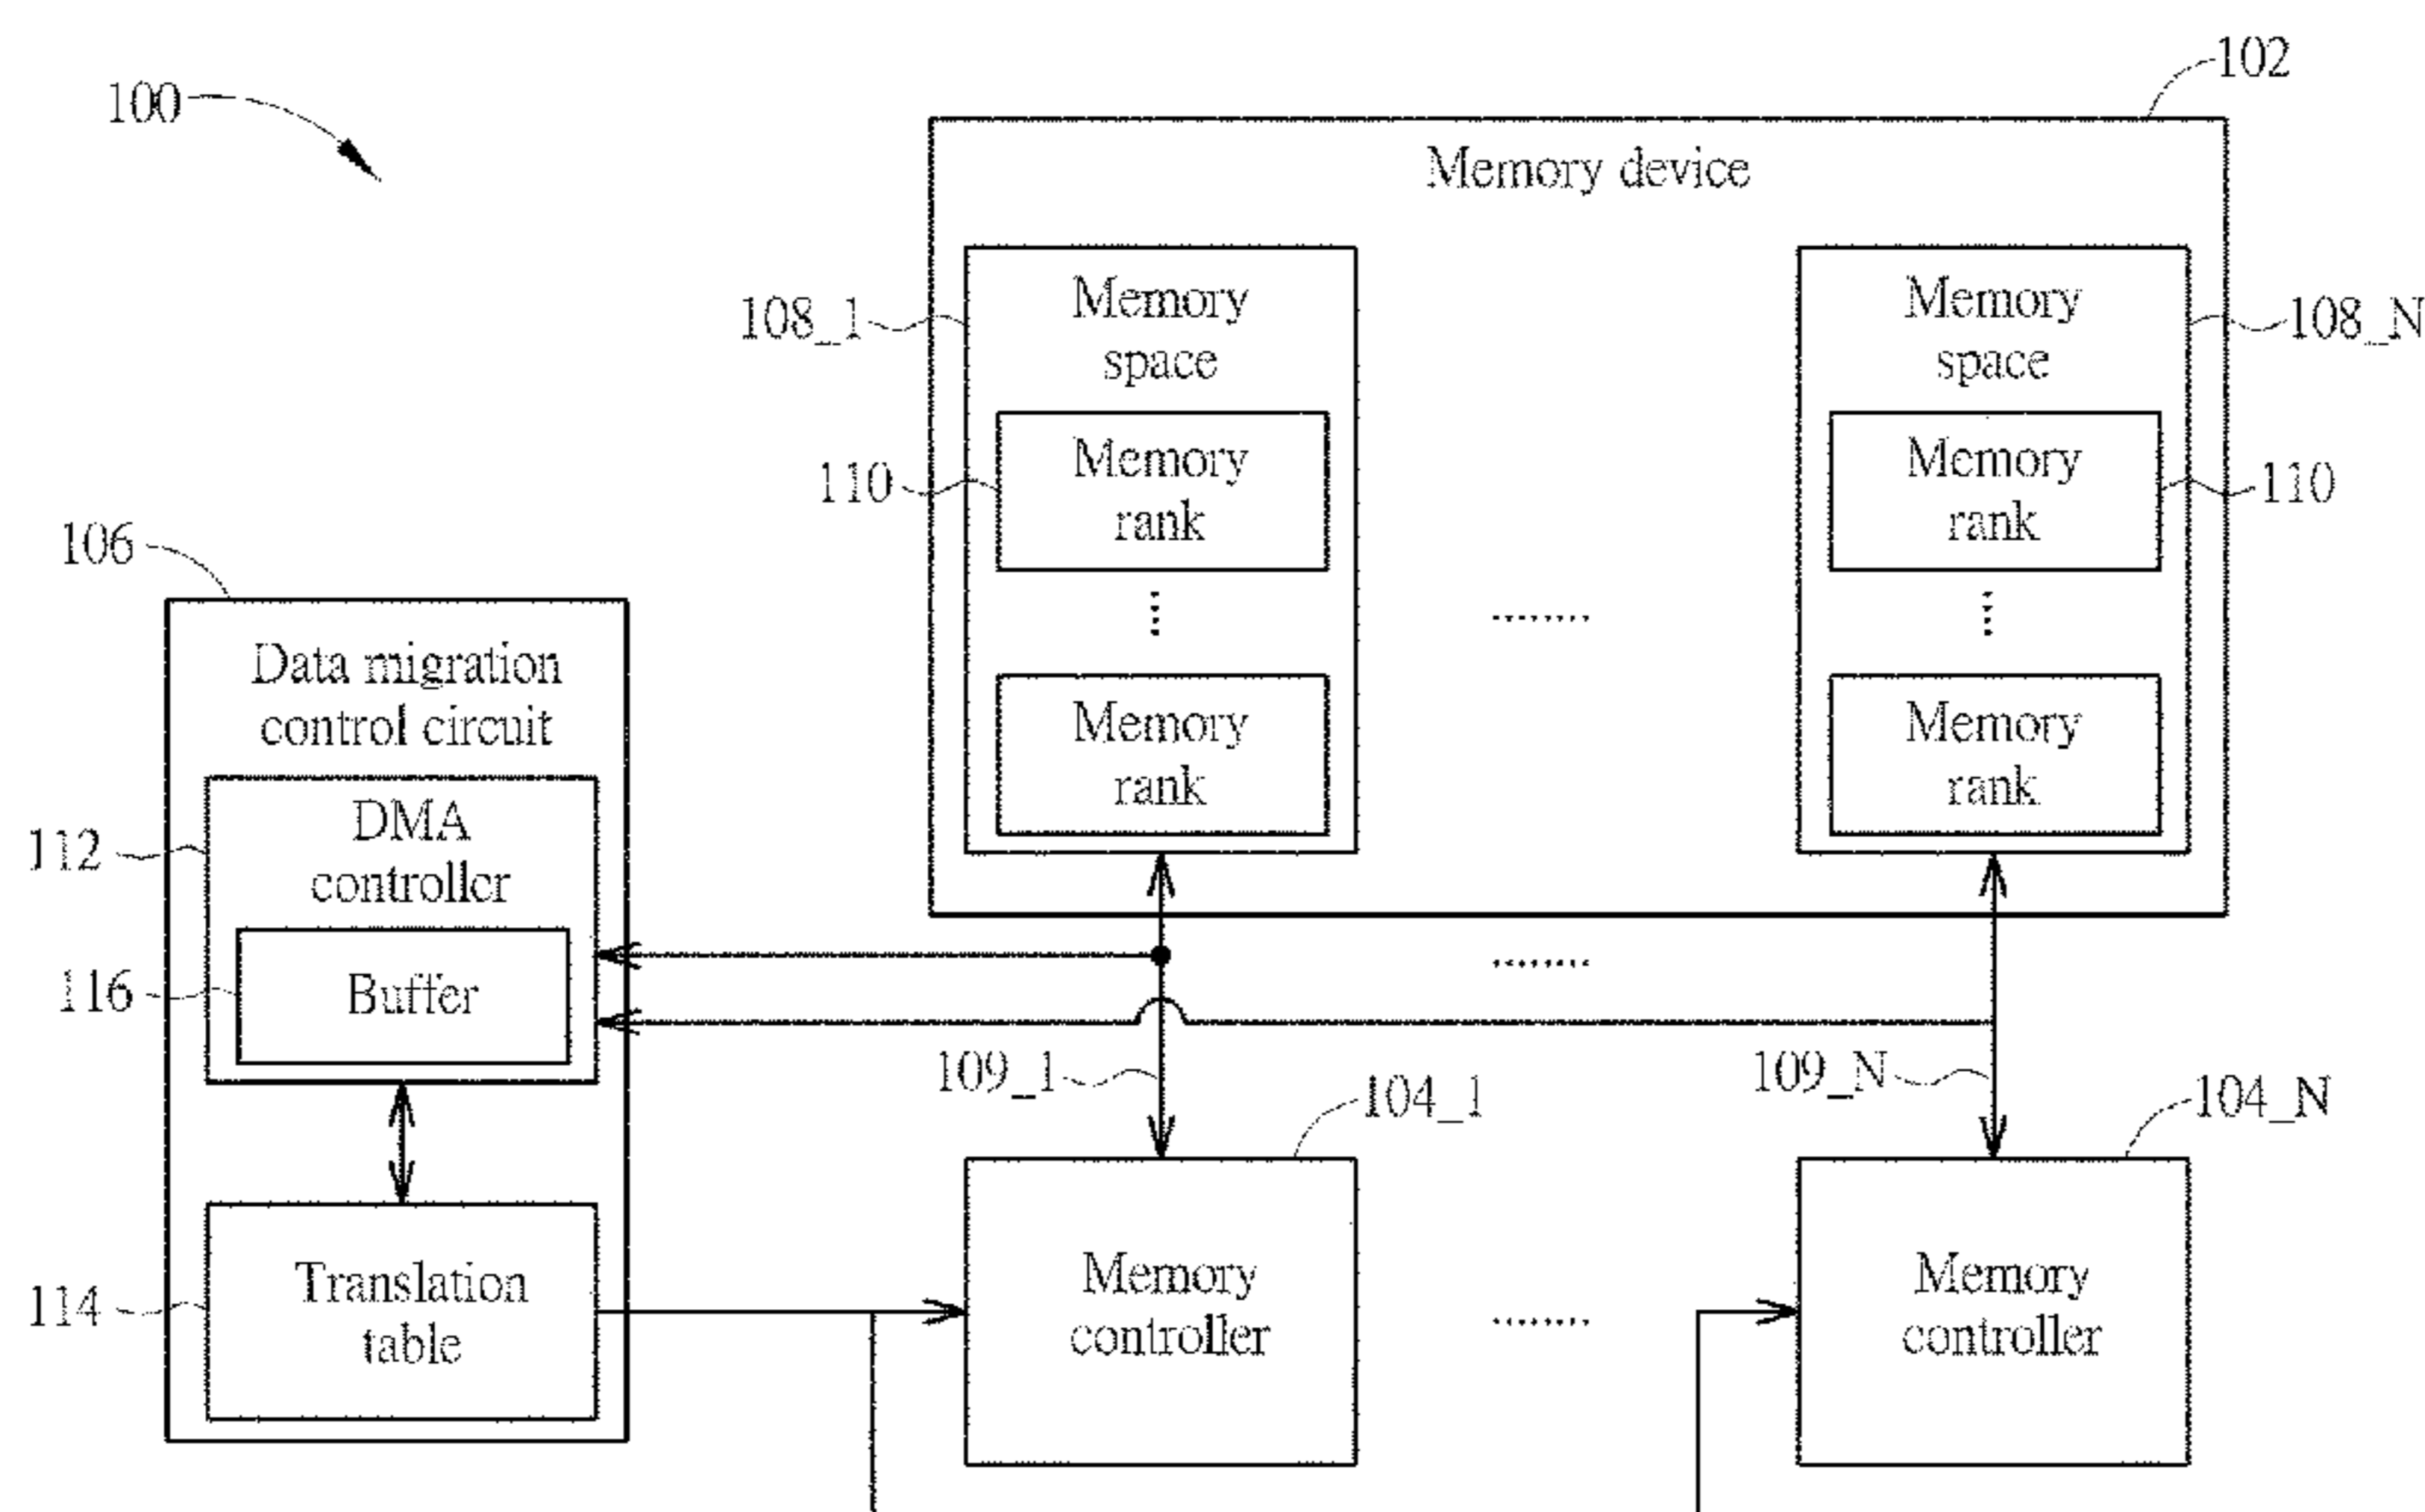 100
102
Memory device
108_1
Memory
space
Memory
space
108_N
110
Memory
rank
Memory
rank
110
106
Data migration
control circuit
Memory
rank
Memory
rank
112
DMA
controller
116
Buffer
109_1
104_1
109_N
104_N
114
Translation
table
Memory
controller
Memory
controller